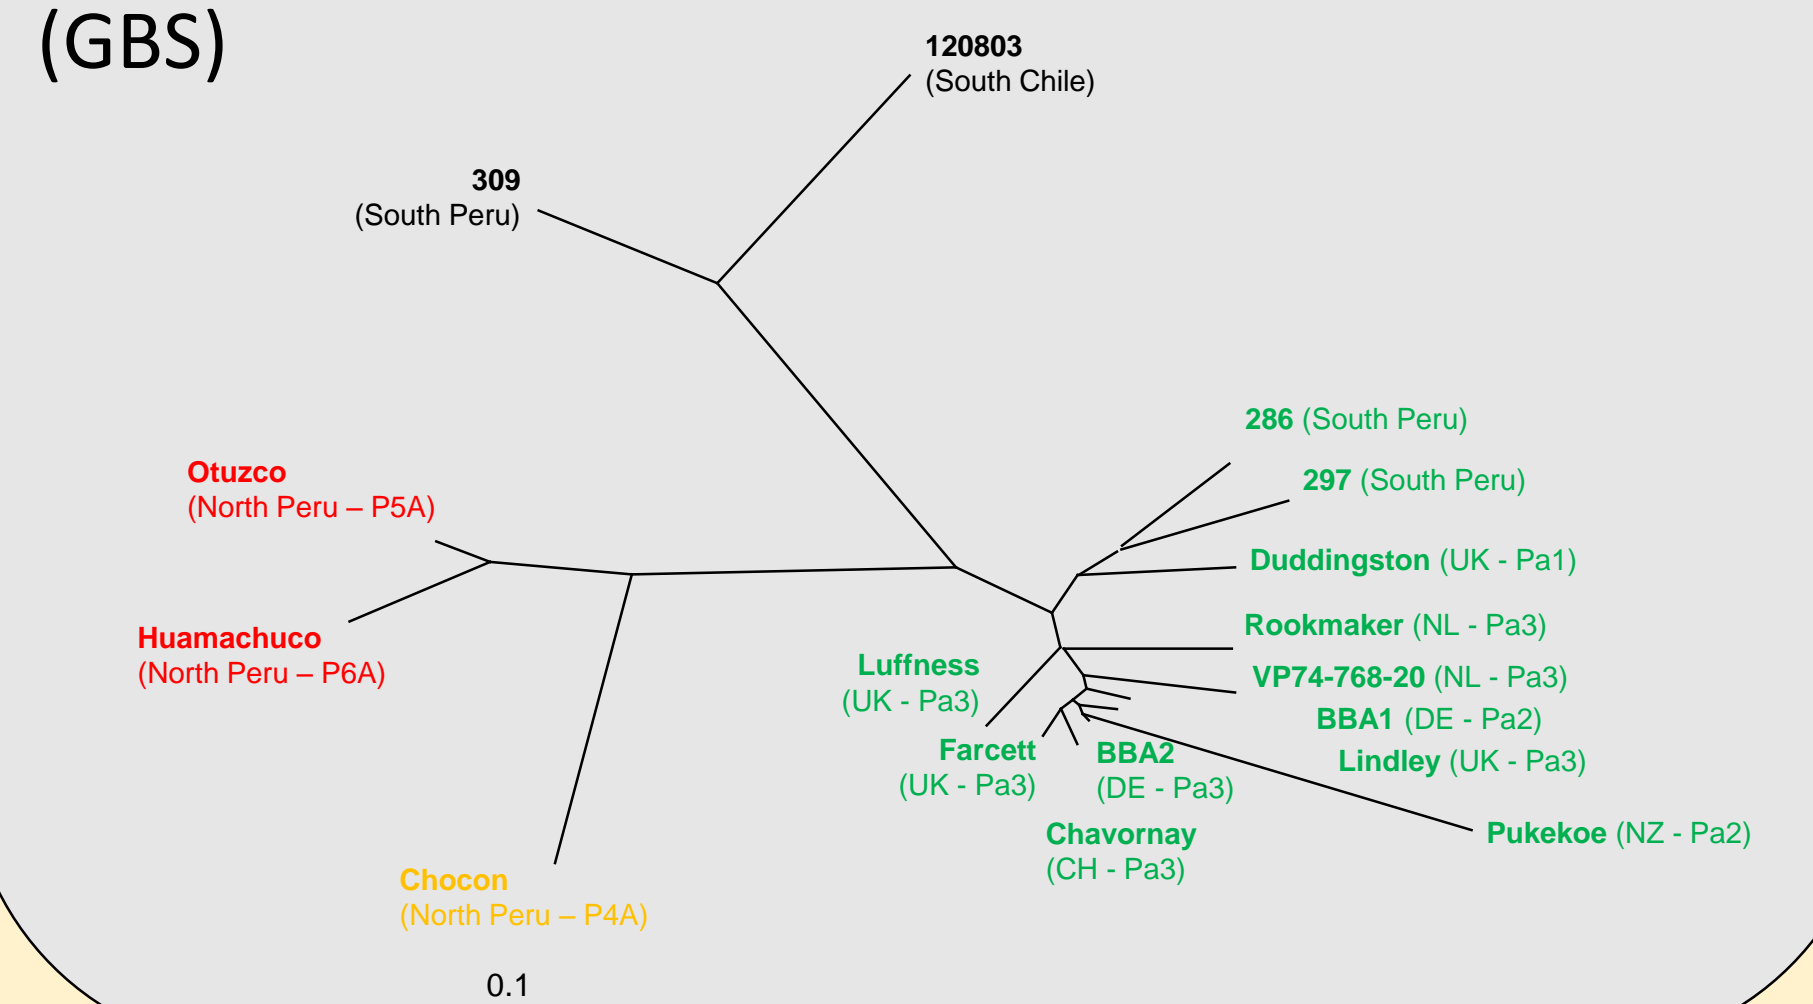 (GBS)
120803
(South Chile)
309
(South Peru)
286 (South Peru)
Otuzco
(North Peru – P5A)
297 (South Peru)
Duddingston (UK - Pa1)
Huamachuco
(North Peru – P6A)
Rookmaker (NL - Pa3)
Luffness
(UK - Pa3)
VP74-768-20 (NL - Pa3)
BBA1 (DE - Pa2)
Farcett
(UK - Pa3)
BBA2
(DE - Pa3)
Lindley (UK - Pa3)
Chavornay
(CH - Pa3)
Pukekoe (NZ - Pa2)
Chocon
(North Peru – P4A)
0.1